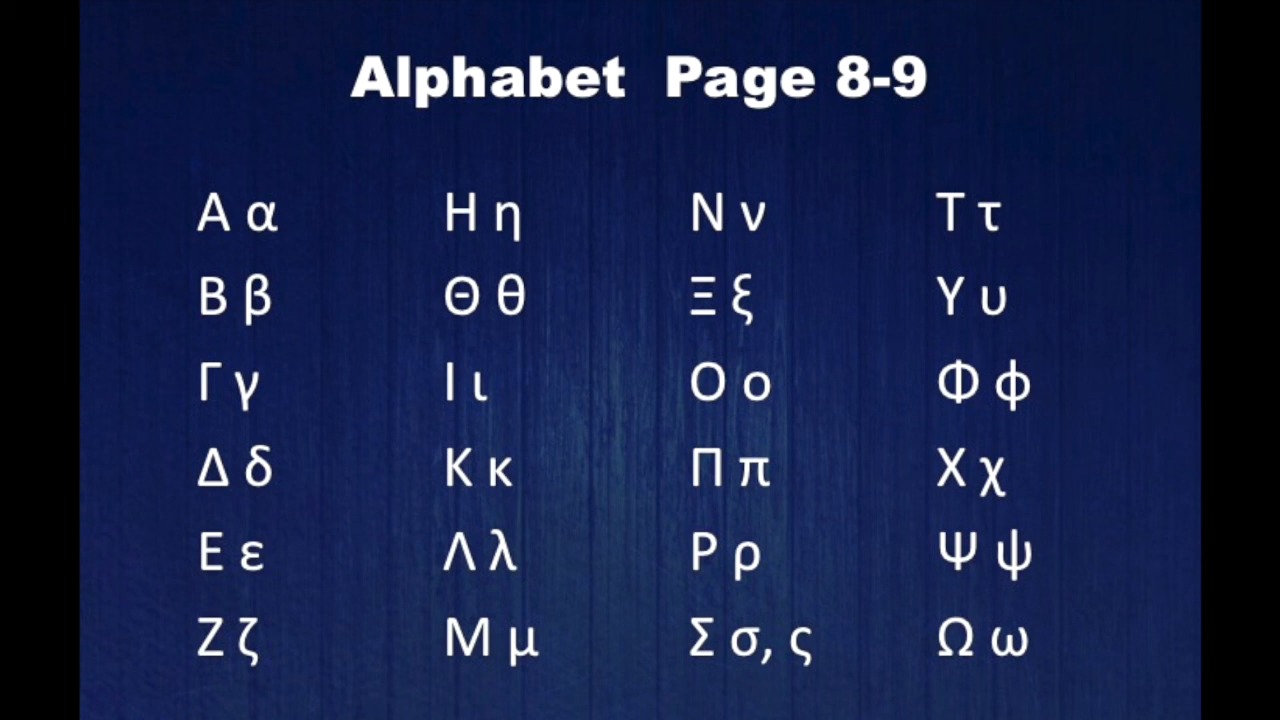 Alphabet Page 8-9
Α α
Β β
Γ γ
Δ δ
Ε ε
Ζ ζ
Η η
Θ θ
Ι ι
Κ κ
Λ λ
Μ μ
Ν ν
Ξ ξ
Ο ο
Π π
Ρ ρ
Σ σ, ς
Τ τ
Υ υ
Φ φ
Χ χ
Ψ ψ
Ω ω